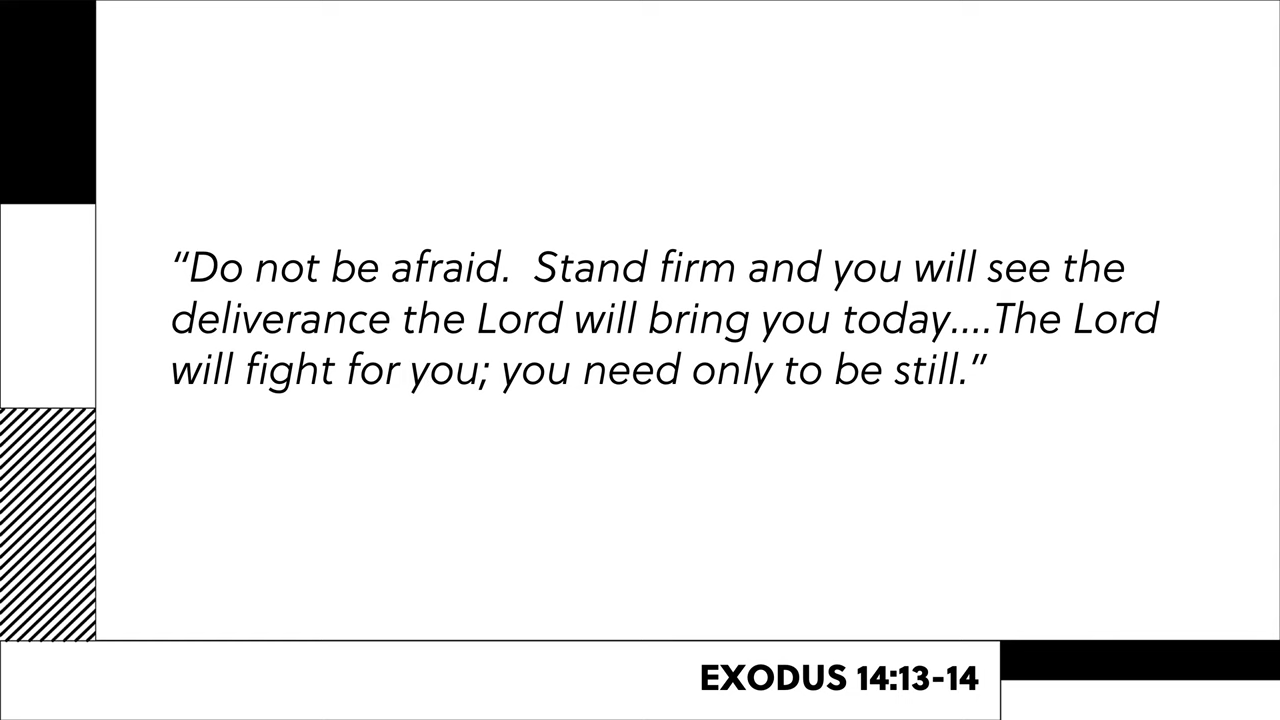 “Do not be afraid.  Stand firm and you will see the
deliverance the Lord will bring you today....The Lord
will fight for you; you need only to be still.”
EXODUS 14:13-14